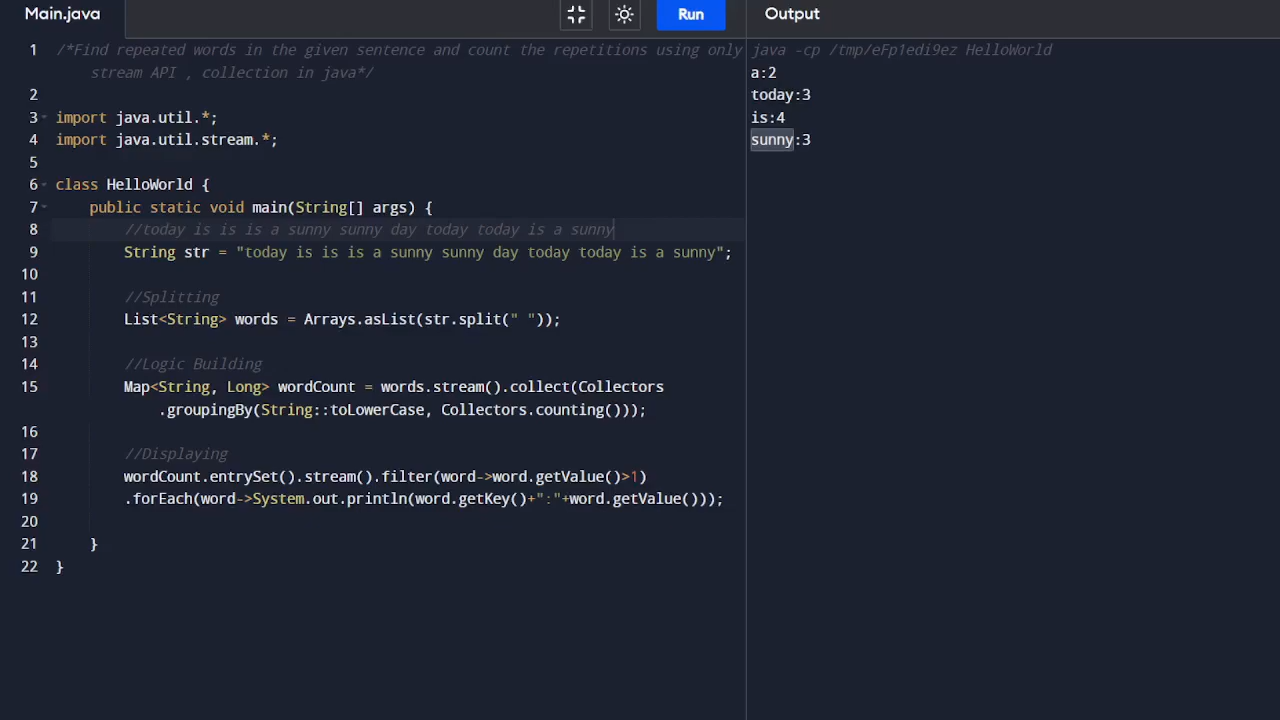 Main.java
Run
Output
1 /*Find repeated words in the given sentence and count the repetitions using only
stream API , collection in java*/
2
3 import java.util.*;
4 import java.util.stream.*;
5
6 class HelloWorld {
7 public static void main(String[] args) {
8 //today is is is a sunny sunny day today today is a sunny
9 String str = "today is is is a sunny sunny day today today is a sunny";
10
11 //Splitting
12 List<String> words = Arrays.asList(str.split(" "));
13
14 //Logic Building
15 Map<String, Long> wordCount = words.stream().collect(Collectors
.groupingBy(String::toLowerCase, Collectors.counting()));
16
17 //Displaying
18 wordCount.entrySet().stream().filter(word->word.getValue()>1)
19 .forEach(word->System.out.println(word.getKey()+":"+word.getValue()));
20
21 }
22 }
java -cp /tmp/eFp1edi9ez HelloWorld
a:2
today:3
is:4
sunny:3